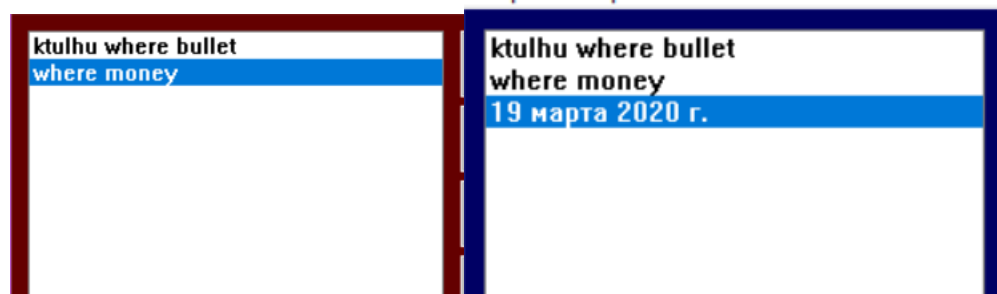 ktulhu where bullet
where money
ktulhu where bullet
where money
19 марта 2020 г.